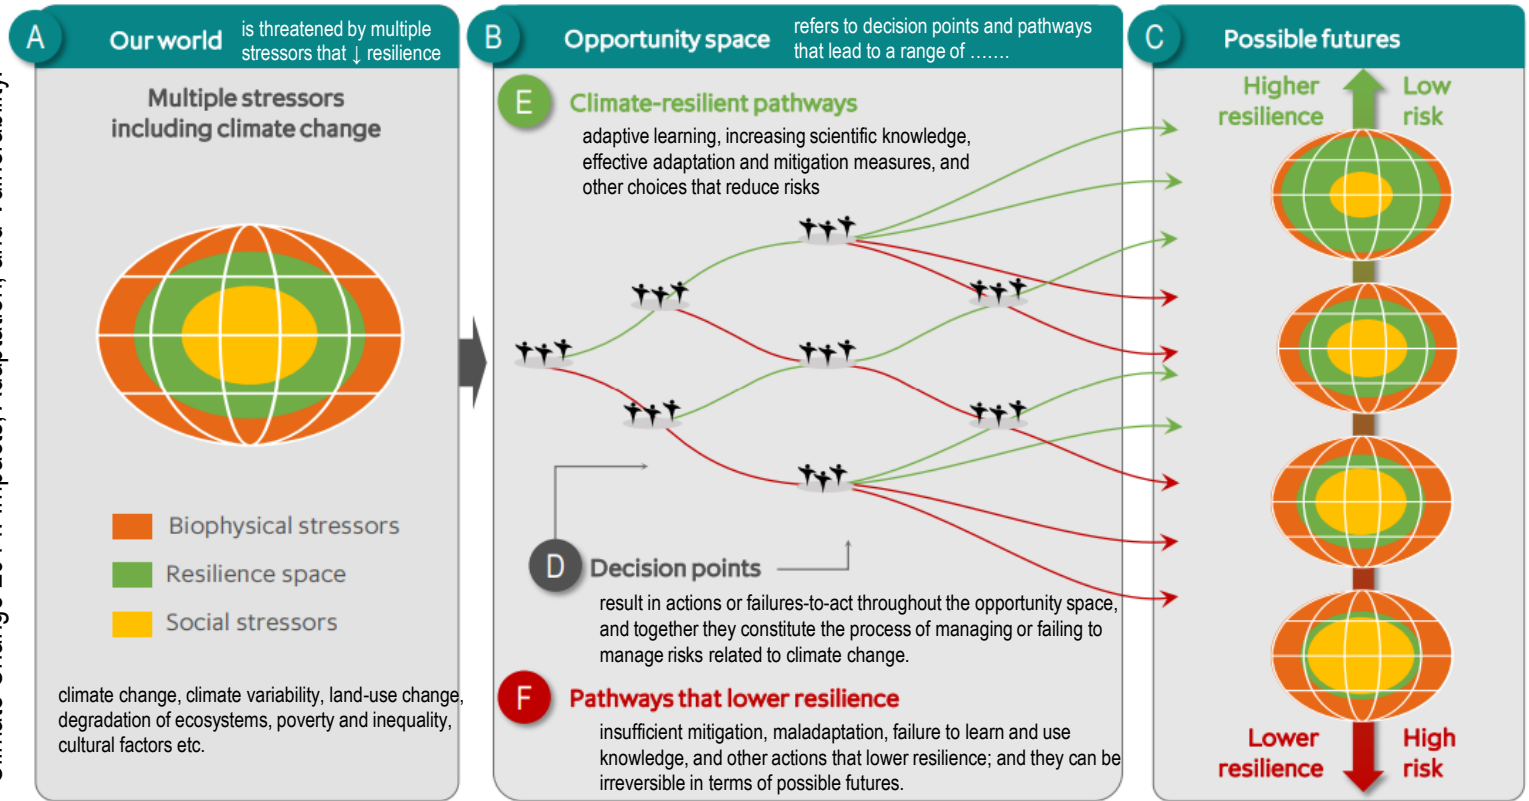 A
Our world
is threatened by multiple
stressors that ↓ resilience
Multiple stressors
including climate change
Biophysical stressors
Resilience space
Social stressors
climate change, climate variability, land-use change,
degradation of ecosystems, poverty and inequality,
cultural factors etc.
B
Opportunity space
refers to decision points and pathways
that lead to a range of …….
E
Climate-resilient pathways
adaptive learning, increasing scientific knowledge,
effective adaptation and mitigation measures, and
other choices that reduce risks
D
Decision points
result in actions or failures-to-act throughout the opportunity space,
and together they constitute the process of managing or failing to
manage risks related to climate change.
F
Pathways that lower resilience
insufficient mitigation, maladaptation, failure to learn and use
knowledge, and other actions that lower resilience; and they can be
irreversible in terms of possible futures.
C
Possible futures
Higher
resilience
Low
risk
Lower
resilience
High
risk